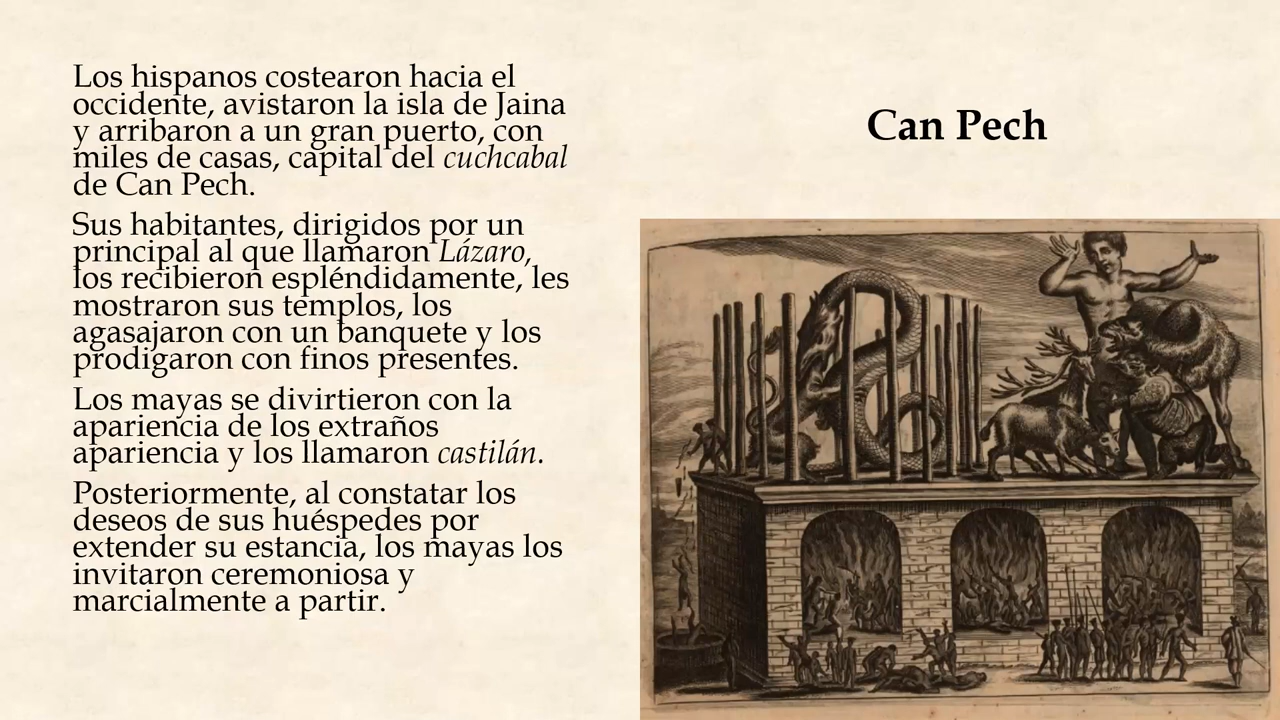 Los hispanos costearon hacia el
occidente, avistaron la isla de Jaina
y arribaron a un gran puerto, con
miles de casas, capital del cuchcabal
de Can Pech.
Sus habitantes, dirigidos por un
principal al que llamaron Lázaro,
los recibieron espléndidamente, les
mostraron sus templos, los
agasajaron con un banquete y los
prodigaron con finos presentes.
Los mayas se divirtieron con la
apariencia de los extraños
apariencia y los llamaron castilán.
Posteriormente, al constatar los
deseos de sus huéspedes por
extender su estancia, los mayas los
invitaron ceremoniosa y
marcialmente a partir.
Can Pech